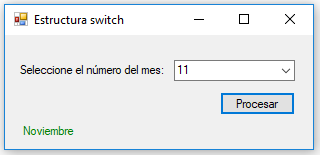 Estructura switch
Seleccione el número del mes: 11
Procesar
Noviembre